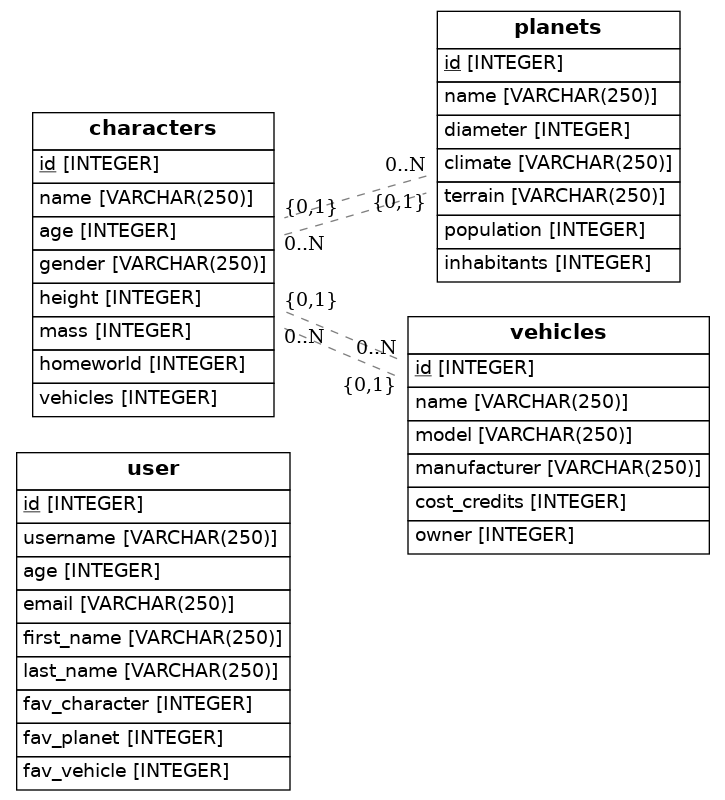 planets
id [INTEGER]
name [VARCHAR(250)]
diameter [INTEGER]
climate [VARCHAR(250)]
terrain [VARCHAR(250)]
population [INTEGER]
inhabitants [INTEGER]
characters
id [INTEGER]
name [VARCHAR(250)]
age [INTEGER]
gender [VARCHAR(250)]
height [INTEGER]
mass [INTEGER]
homeworld [INTEGER]
vehicles [INTEGER]
0..N
{0,1}
{0,1}
0..N
{0,1}
0..N
0..N
{0,1}
vehicles
id [INTEGER]
name [VARCHAR(250)]
model [VARCHAR(250)]
manufacturer [VARCHAR(250)]
cost_credits [INTEGER]
owner [INTEGER]
user
id [INTEGER]
username [VARCHAR(250)]
age [INTEGER]
email [VARCHAR(250)]
first_name [VARCHAR(250)]
last_name [VARCHAR(250)]
fav_character [INTEGER]
fav_planet [INTEGER]
fav_vehicle [INTEGER]